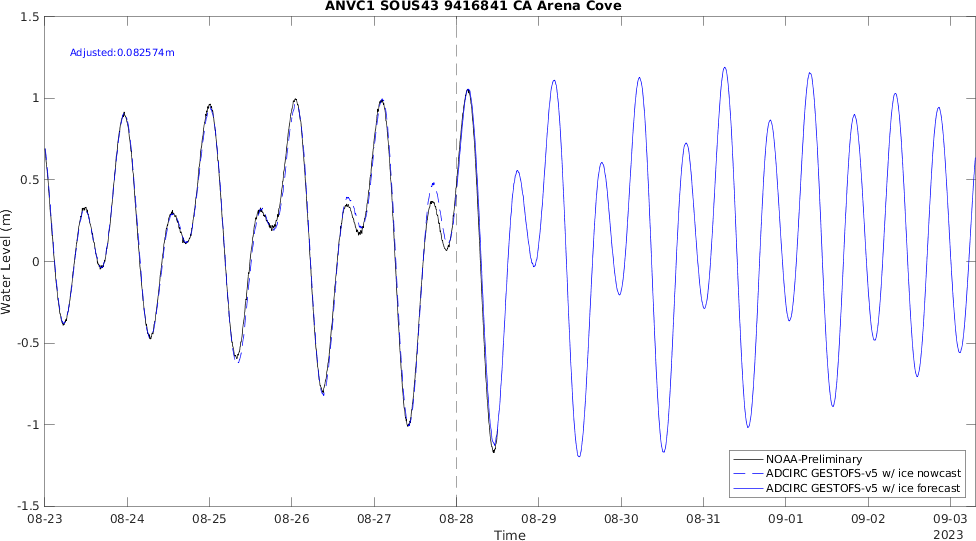 ANVC1 SOUS43 9416841 CA Arena Cove
1.5
Adjusted:0.082574m
1
0.5
0
-0.5
-1
-1.5
Water Level (m)
NOAA-Preliminary
ADCIRC GESTOFS-v5 w/ ice nowcast
ADCIRC GESTOFS-v5 w/ ice forecast
08-23 08-24 08-25 08-26 08-27 08-28 08-29 08-30 08-31 09-01 09-02 09-03
Time
2023